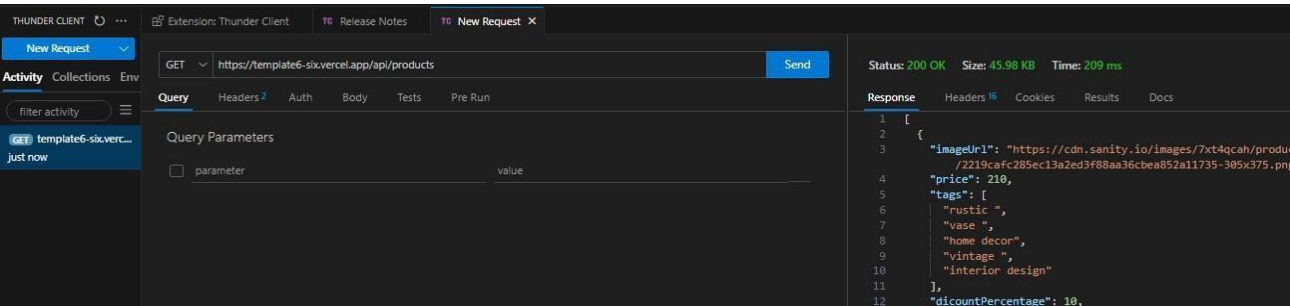 THUNDER CLIENT
New Request
Activity Collections Env
filter activity
GET template6-six.verc...
just now
Extension: Thunder Client TC Release Notes TC New Request
GET https://template6-six.vercel.app/api/products Send
Query Headers 2 Auth Body Tests Pre Run
Query Parameters
parameter value
Status: 200 OK Size: 45.98 KB Time: 209 ms
Response Headers 16 Cookies Results Docs
1 [
2 {
3 "imageUrl": "https://cdn.sanity.io/images/7xt4qcah/produc
/2219cafc285ec13a2ed3f88aa36cbea852a11735-305x375.png
4 "price": 210,
5 "tags": [
6 "rustic ",
7 "vase ",
8 "home decor",
9 "vintage ",
10 "interior design"
11 ],
12 "dicountPercentage": 10,